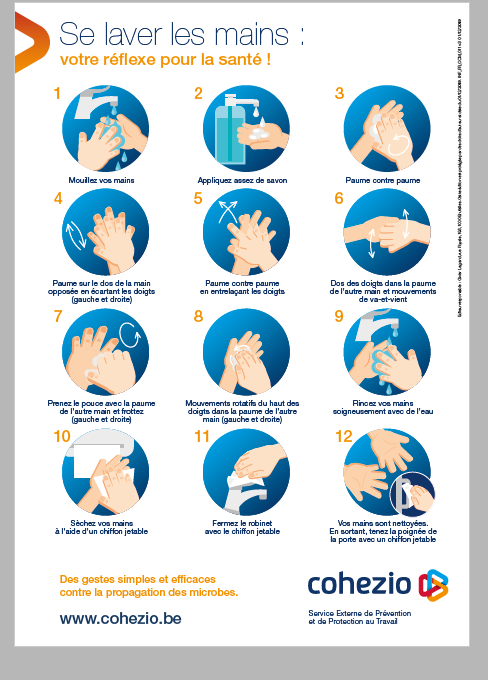 Se laver les mains :
votre réflexe pour la santé !
1
Mouillez vos mains
2
Appliquez assez de savon
3
Paume contre paume
4
Paume sur le dos de la main
opposée en écartant les doigts
(gauche et droite)
5
Paume contre paume
en entrelaçant les doigts
6
Dos des doigts dans la paume
de l'autre main et mouvements
de va-et-vient
7
Prenez le pouce avec la paume
de l'autre main et frottez
(gauche et droite)
8
Mouvements rotatifs du haut des
doigts dans la paume de l'autre
main (gauche et droite)
9
Rincez vos mains
soigneusement avec de l'eau
10
Séchez vos mains
à l'aide d'un chiffon jetable
11
Fermez le robinet
avec le chiffon jetable
12
Vos mains sont nettoyées.
En sortant, tenez la poignée de
la porte avec un chiffon jetable
Des gestes simples et efficaces
contre la propagation des microbes.
www.cohezio.be
cohezio
Service Externe de Prévention
et de Protection au Travail